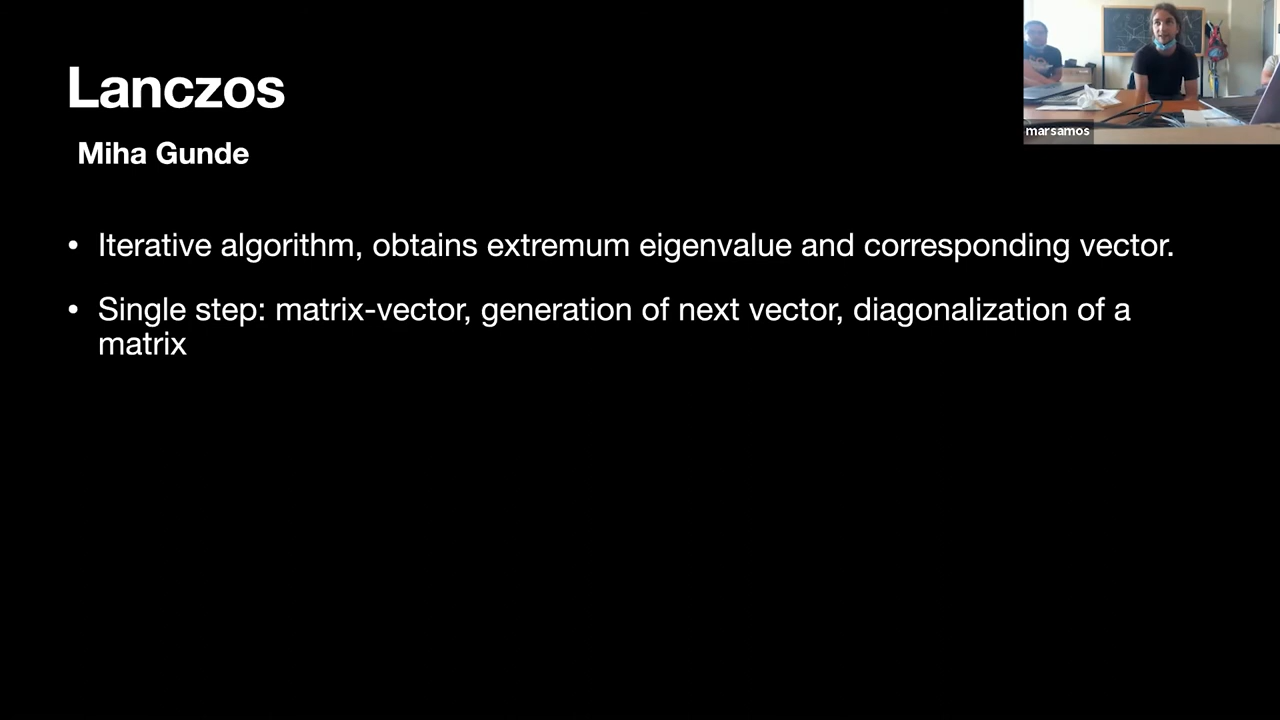 Lanczos
Miha Gunde
marsamos
• Iterative algorithm, obtains extremum eigenvalue and corresponding vector.
• Single step: matrix-vector, generation of next vector, diagonalization of a
matrix